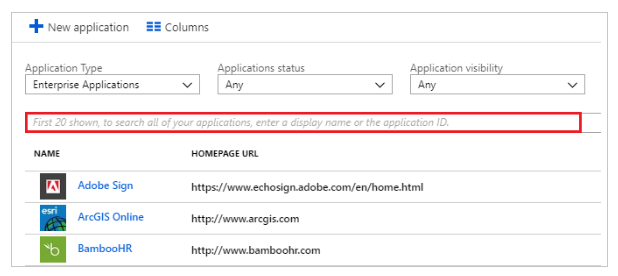 New application Columns
Application Type Applications status Application visibility
Enterprise Applications Any Any
First 20 shown, to search all of your applications, enter a display name or the application ID.
NAME HOMEPAGE URL
Adobe Sign https://www.echosign.adobe.com/en/home.html
esri ArcGIS Online http://www.arcgis.com
BambooHR http://www.bamboohr.com